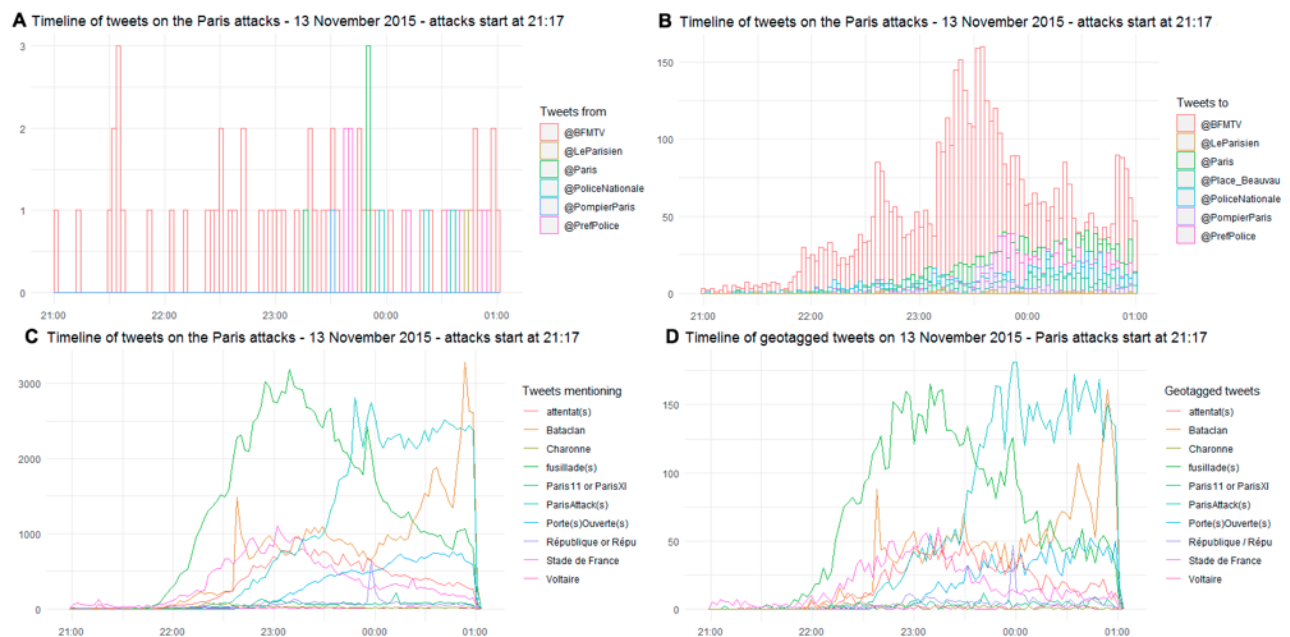 A Timeline of tweets on the Paris attacks - 13 November 2015 - attacks start at 21:17
3
2
1
0
21:00 22:00 23:00 00:00 01:00
Tweets from
@BFMTV
@LeParisien
@Paris
@PoliceNationale
@PompierParis
@PrefPolice
B Timeline of tweets on the Paris attacks - 13 November 2015 - attacks start at 21:17
150
100
50
0
21:00 22:00 23:00 00:00 01:00
Tweets to
@BFMTV
@LeParisien
@Paris
@Place_Beauvau
@PoliceNationale
@PompierParis
@PrefPolice
C Timeline of tweets on the Paris attacks - 13 November 2015 - attacks start at 21:17
3000
2000
1000
0
21:00 22:00 23:00 00:00 01:00
Tweets mentioning
attentat(s)
Bataclan
Charonne
fusillade(s)
Paris11 or ParisXI
ParisAttack(s)
Porte(s)Ouverte(s)
République or Répu
Stade de France
Voltaire
D Timeline of geotagged tweets on 13 November 2015 - Paris attacks start at 21:17
150
100
50
0
21:00 22:00 23:00 00:00 01:00
Geotagged tweets
attentat(s)
Bataclan
Charonne
fusillade(s)
Paris11 or ParisXI
ParisAttack(s)
Porte(s)Ouverte(s)
République / Répu
Stade de France
Voltaire